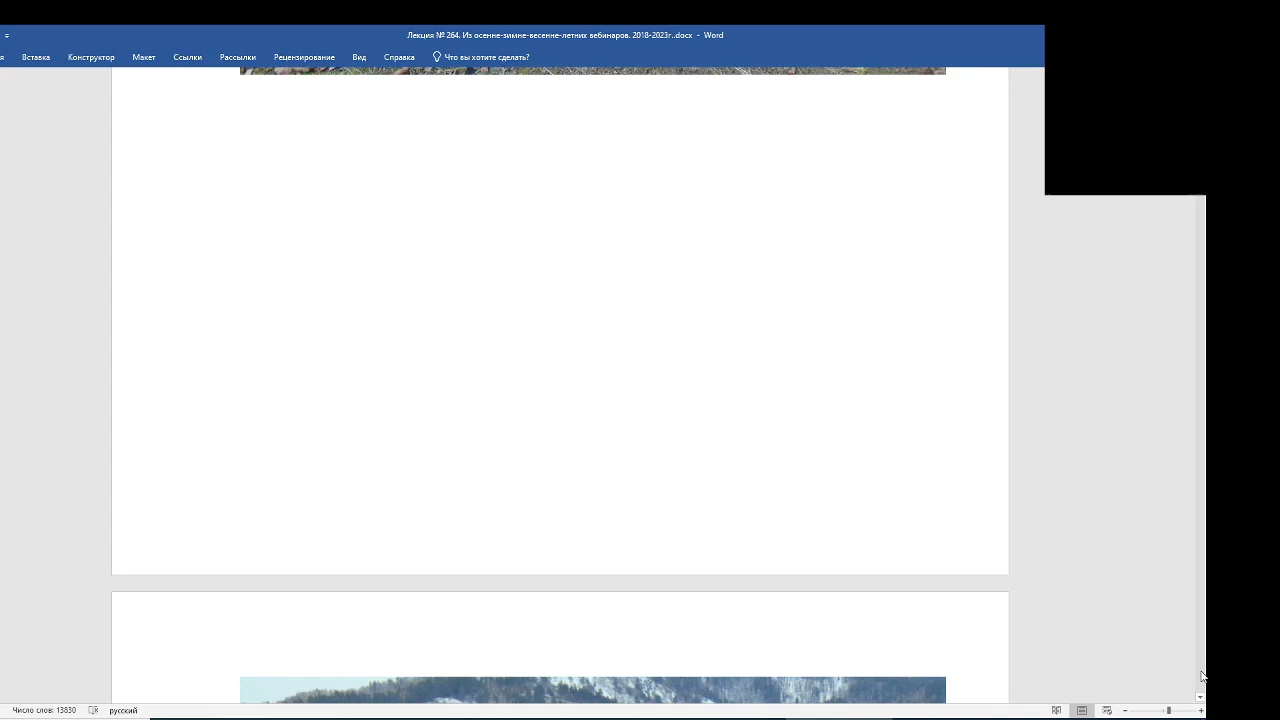 Лекция № 264. Из осенне-зимне-весенне-летних вебинаров. 2018-2023г..docx - Word
я Вставка Конструктор Макет Ссылки Рассылки Рецензирование Вид Справка Что вы хотите сделать?
Число слов: 13830 русский